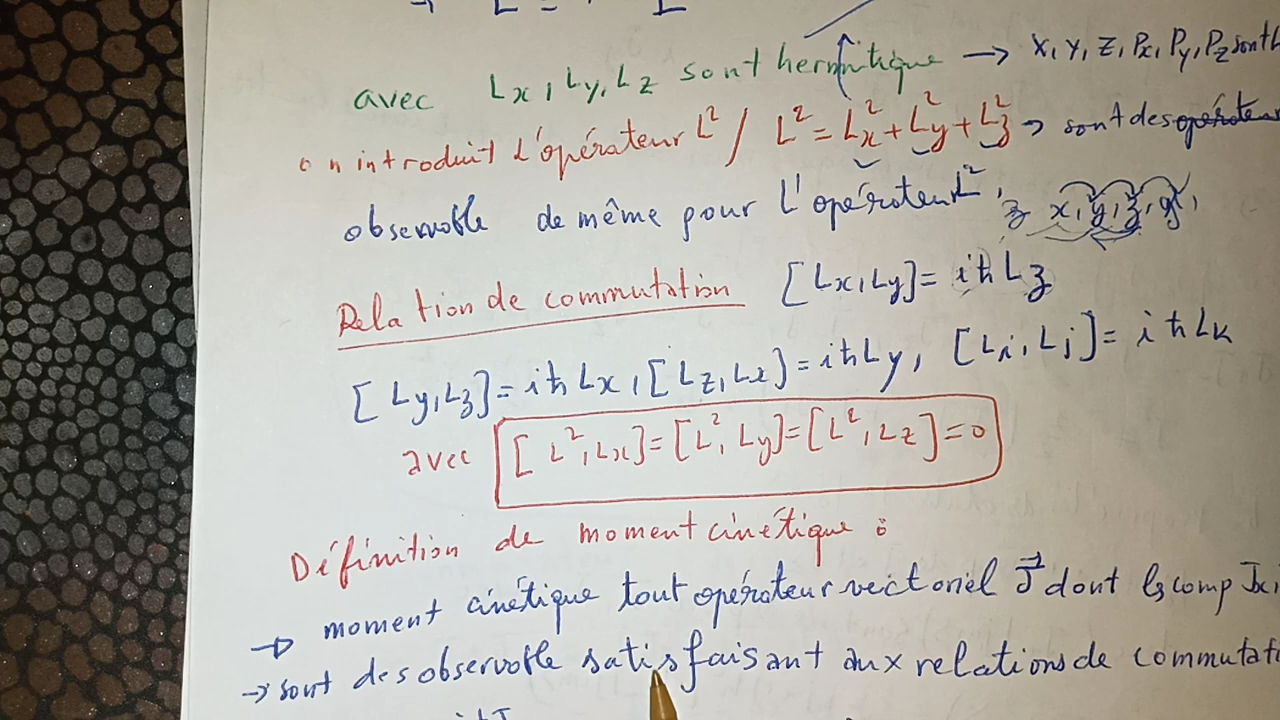 avec Lx, Ly, Lz sont hermitique → X, Y, Z, Px, Py, Pz sont
on introduit l'opérateur L² / L² = Lx² + Ly² + Lz² → sont des opérateur
observable de même pour l'opérateur L², z x, y, z,
Relation de commutation [Lx, Ly] = iħ Lz
[Ly, Lz] = iħ Lx, [Lz, Lx] = iħ Ly, [Li, Lj] = iħ Lk
avec [L², Lx] = [L², Ly] = [L², Lz] = 0
Définition de moment cinétique :
→ moment cinétique tout opérateur vectoriel J⃗ dont les comp Jx,
→ sont des observable satisfaisant aux relations de commutat